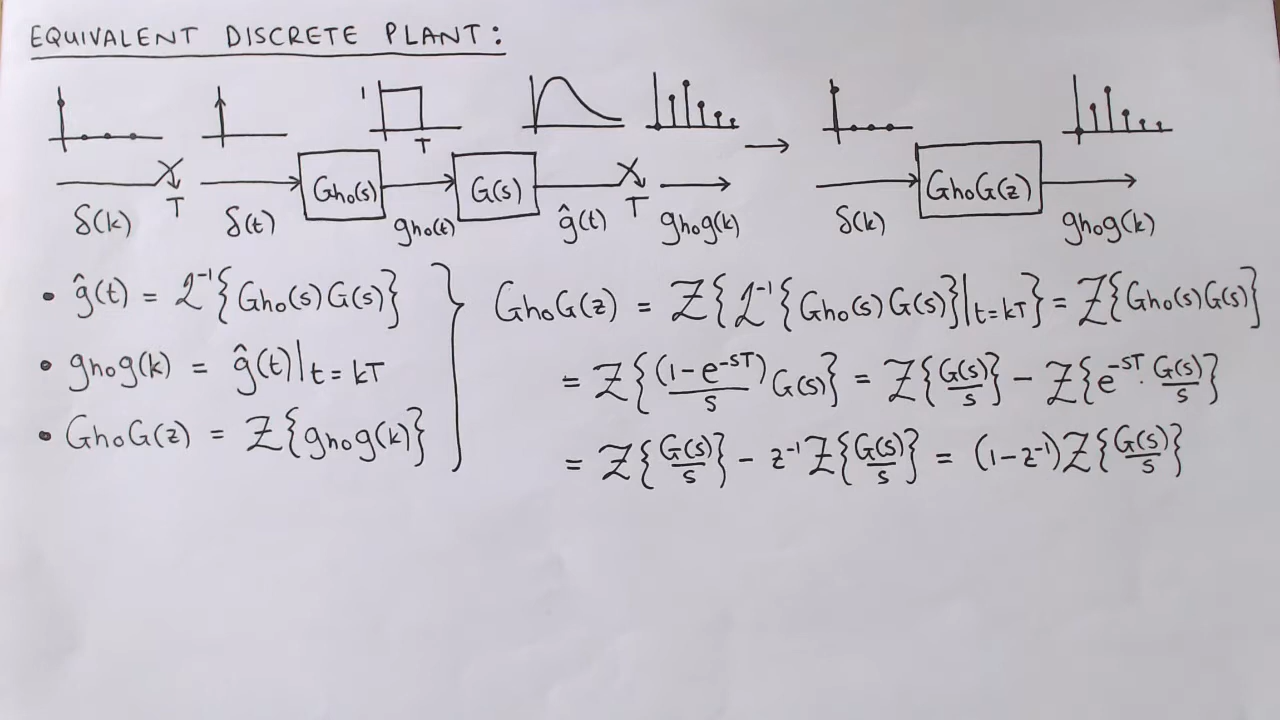 EQUIVALENT DISCRETE PLANT:
1
T
δ(k) T δ(t) Gho(s) gho(t) G(s) ĝ(t) T ghog(k) δ(k) GhoG(z) ghog(k)
• ĝ(t) = ℒ⁻¹{Gho(s)G(s)}
• ghog(k) = ĝ(t)|t=kT
• GhoG(z) = Z{ghog(k)}
GhoG(z) = Z{ℒ⁻¹{Gho(s)G(s)}|t=kT} = Z{Gho(s)G(s)}
= Z{(1-e^-sT)/s G(s)} = Z{G(s)/s} - Z{e^-sT · G(s)/s}
= Z{G(s)/s} - z⁻¹Z{G(s)/s} = (1-z⁻¹)Z{G(s)/s}